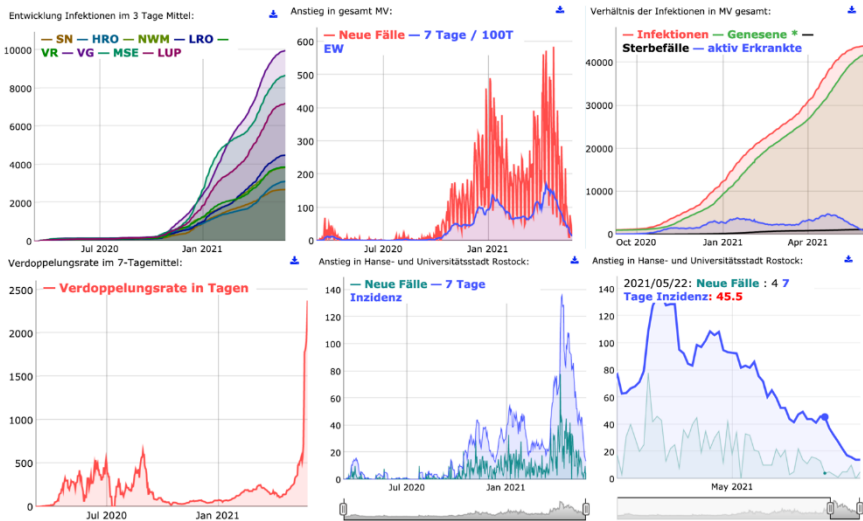 Entwicklung Infektionen im 3 Tage Mittel:
— SN — HRO — NWM — LRO —
VR — VG — MSE — LUP
10000
8000
6000
4000
2000
0
Jul 2020
Jan 2021
Anstieg in gesamt MV:
— Neue Fälle — 7 Tage / 100T
EW
600
500
400
300
200
100
0
Jul 2020
Jan 2021
Verhältnis der Infektionen in MV gesamt:
— Infektionen — Genesene * —
Sterbefälle — aktiv Erkrankte
40000
30000
20000
10000
0
Oct 2020
Jan 2021
Apr 2021
Verdoppelungsrate im 7-Tagemittel:
— Verdoppelungsrate in Tagen
2500
2000
1500
1000
500
0
Jul 2020
Jan 2021
Anstieg in Hanse- und Universitätsstadt Rostock:
— Neue Fälle — 7 Tage
Inzidenz
140
120
100
80
60
40
20
0
Jul 2020
Jan 2021
Anstieg in Hanse- und Universitätsstadt Rostock:
2021/05/22: Neue Fälle : 4 7
Tage Inzidenz: 45.5
140
120
100
80
60
40
20
0
May 2021